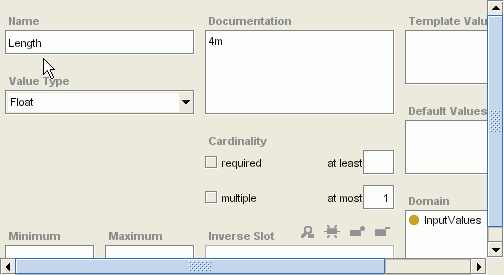 Name
Length
Value Type
Float
Documentation
4m
Cardinality
required
at least
multiple
at most 1
Template Value
Default Values
Domain
InputValues
Minimum
Maximum
Inverse Slot